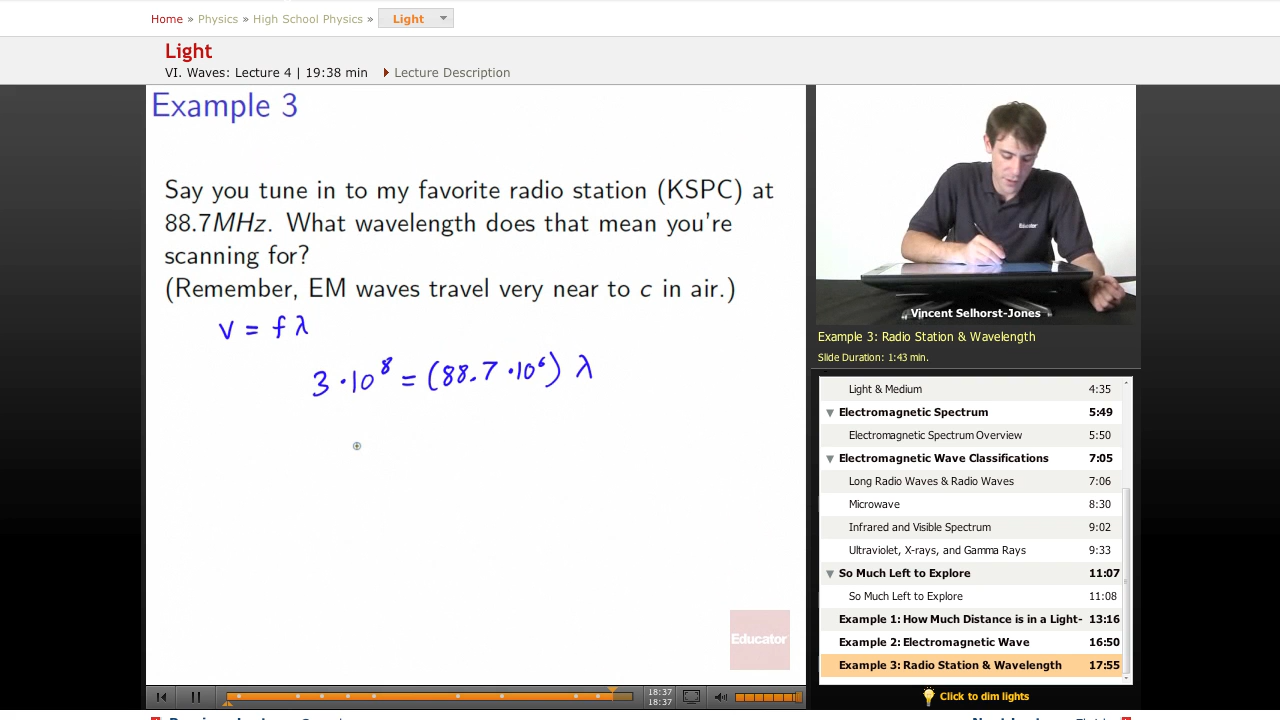 Home » Physics » High School Physics » Light
Light
VI. Waves: Lecture 4 | 19:38 min Lecture Description
Example 3
Say you tune in to my favorite radio station (KSPC) at
88.7MHz. What wavelength does that mean you're
scanning for?
(Remember, EM waves travel very near to c in air.)
v = f λ
3 · 10⁸ = (88.7 · 10⁶) λ
Educator
Educator
Vincent Selhorst-Jones
Example 3: Radio Station & Wavelength
Slide Duration: 1:43 min.
Light & Medium 4:35
Electromagnetic Spectrum 5:49
Electromagnetic Spectrum Overview 5:50
Electromagnetic Wave Classifications 7:05
Long Radio Waves & Radio Waves 7:06
Microwave 8:30
Infrared and Visible Spectrum 9:02
Ultraviolet, X-rays, and Gamma Rays 9:33
So Much Left to Explore 11:07
So Much Left to Explore 11:08
Example 1: How Much Distance is in a Light- 13:16
Example 2: Electromagnetic Wave 16:50
Example 3: Radio Station & Wavelength 17:55
18:37
18:37
Click to dim lights